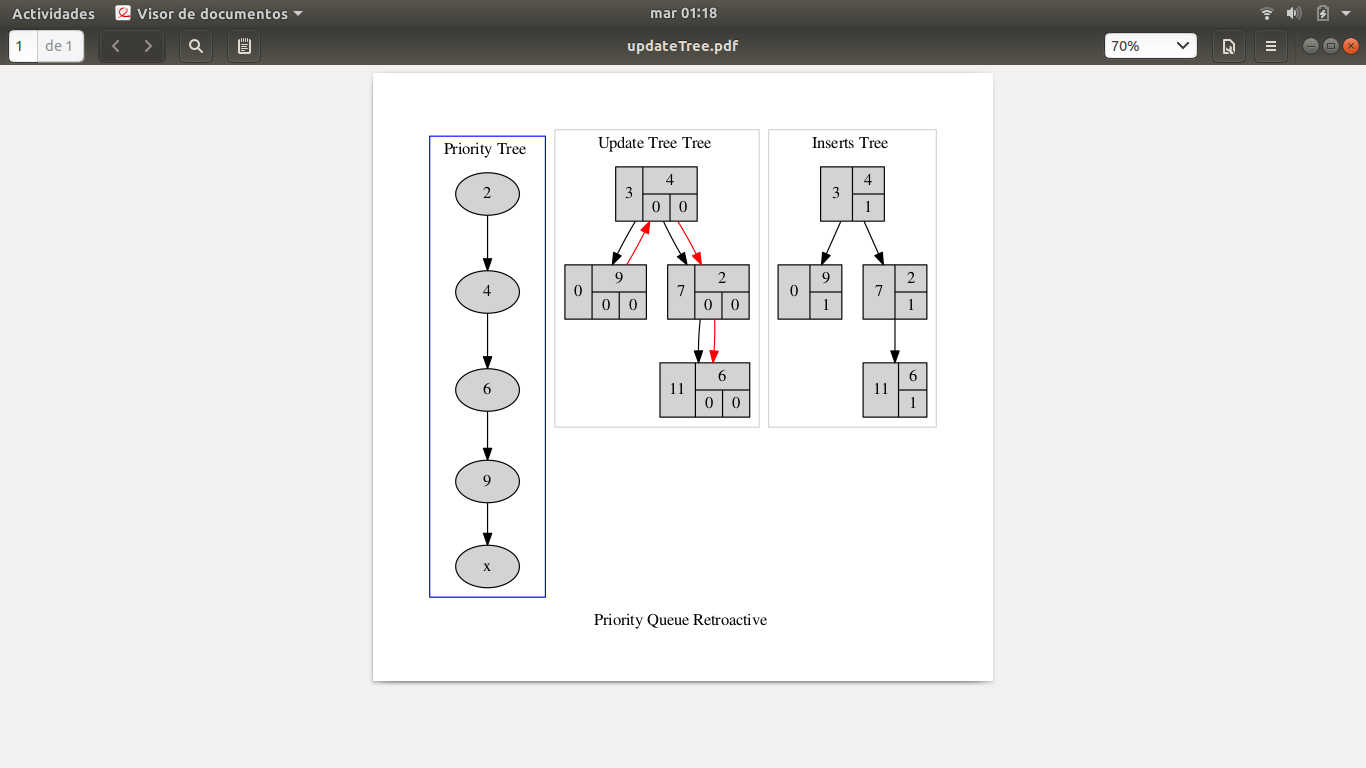 Actividades Visor de documentos mar 01:18
1 de 1 updateTree.pdf 70%
Priority Tree
2
4
6
9
x
Update Tree Tree
3 4
0 0
0 9
0 0
7 2
0 0
11 6
0 0
Inserts Tree
3 4
1
0 9
1
7 2
1
11 6
1
Priority Queue Retroactive